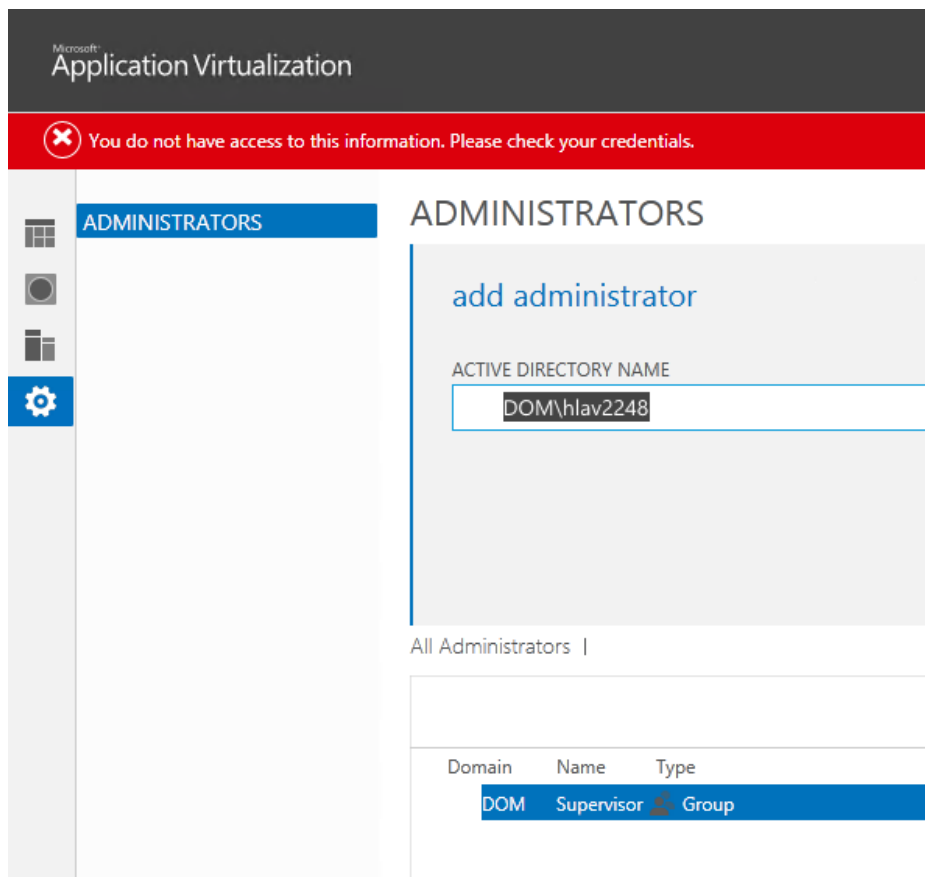 Microsoft®
Application Virtualization
You do not have access to this information. Please check your credentials.
ADMINISTRATORS
ADMINISTRATORS
add administrator
ACTIVE DIRECTORY NAME
DOM\hlav2248
All Administrators |
Domain Name Type
DOM Supervisor Group